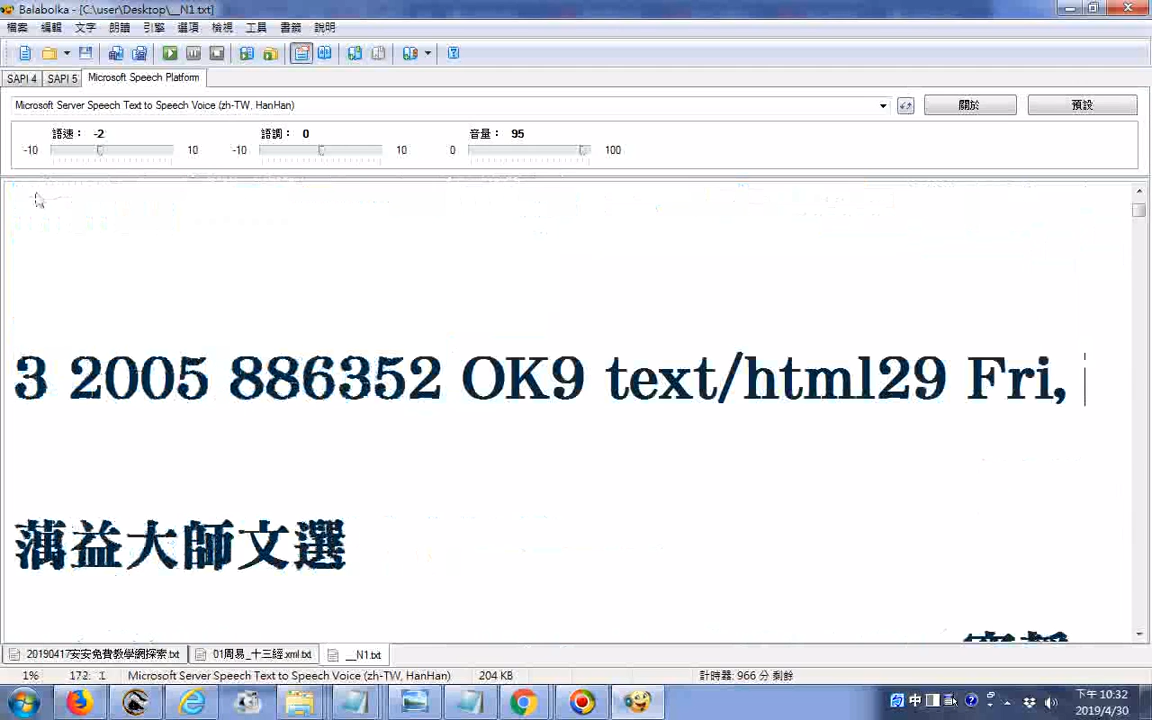 Balabolka - [C:\user\Desktop\__N1.txt]
檔案 編輯 文字 朗讀 引擎 選項 檢視 工具 書籤 說明
SAPI 4 SAPI 5 Microsoft Speech Platform
Microsoft Server Speech Text to Speech Voice (zh-TW, HanHan) 關於 預設
語速： -2 語調： 0 音量： 95
-10 10 -10 10 0 100
3 2005 886352 OK9 text/html29 Fri,
蕅益大師文選
20190417安安免費教學網探索.txt 01周易_十三經.xml.txt __N1.txt
1% 172: 1 Microsoft Server Speech Text to Speech Voice (zh-TW, HanHan) 204 KB 計時器: 966 分 剩餘
中 下午 10:32
2019/4/30